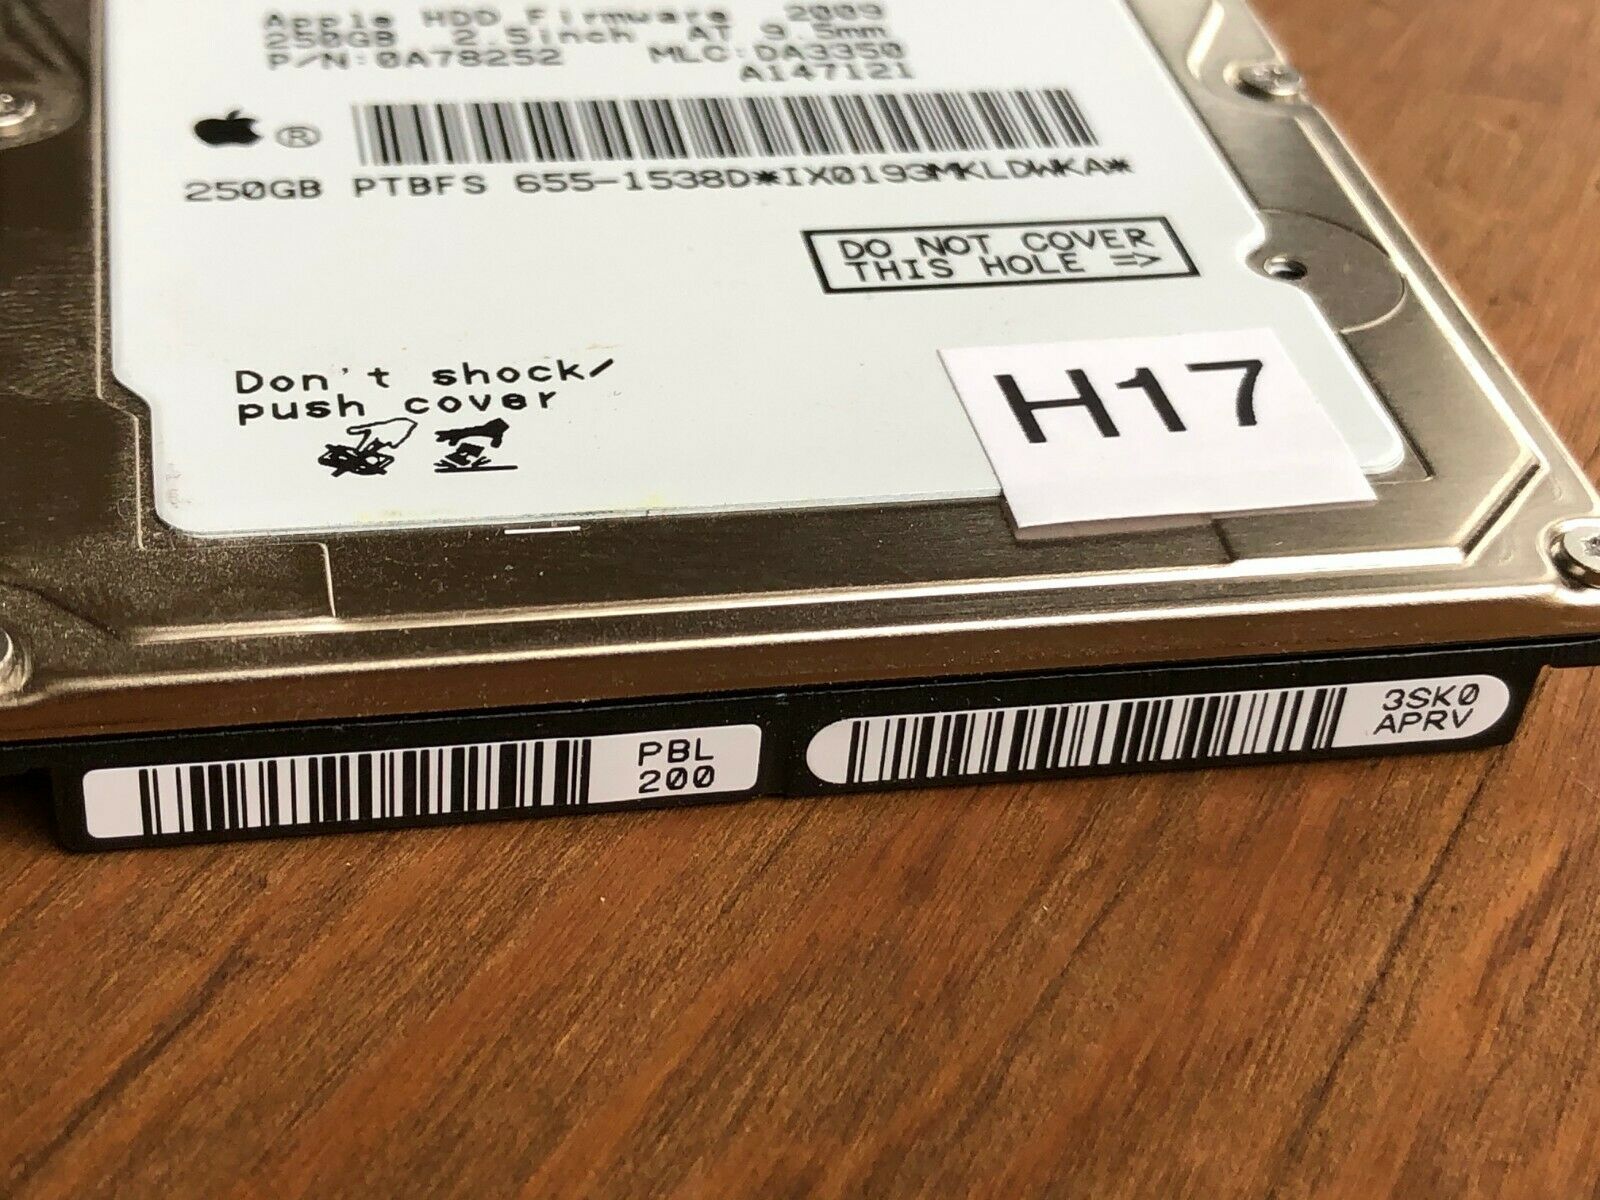 Apple HDD Firmware 2009
250GB 2.5inch AT 9.5mm
P/N:0A78252 MLC:DA3350
A147121
®
250GB PTBFS 655-1538D*IX0193MKLDWKA*
DO NOT COVER
THIS HOLE =>
Don't shock/
push cover
H17
PBL
200
3SK0
APRV